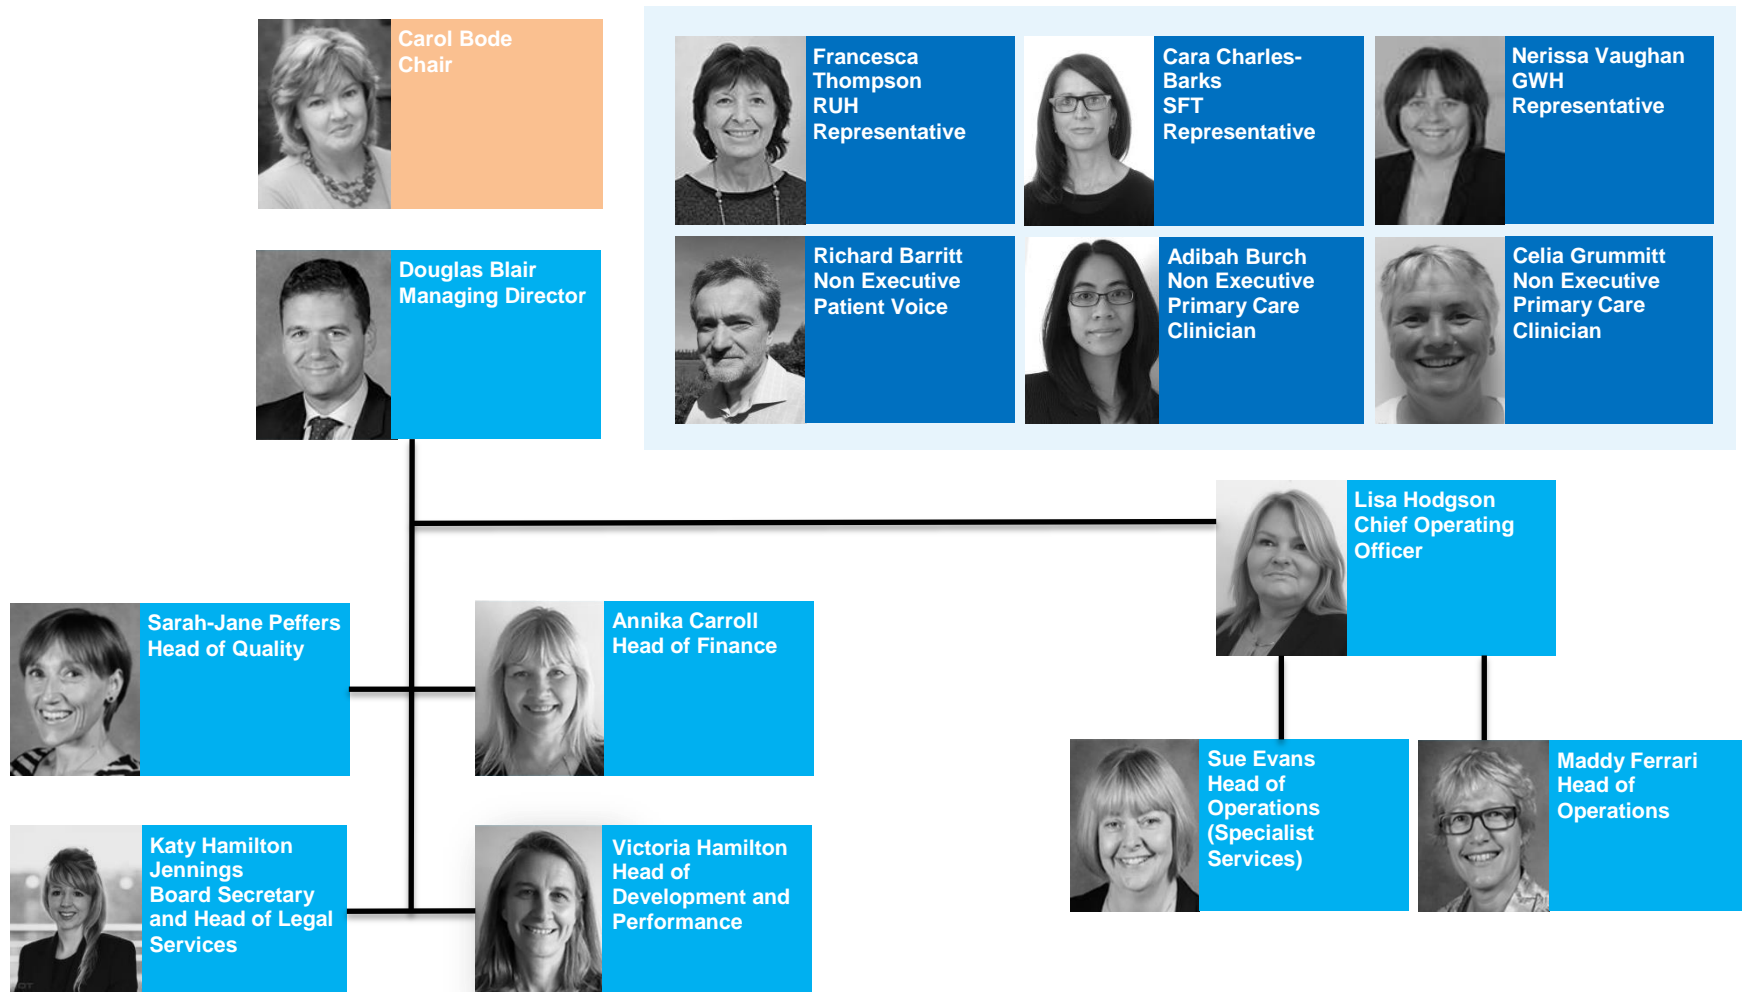 Carol Bode
Chair
Francesca
Thompson
RUH
Representative
Cara Charles-
Barks
SFT
Representative
Nerissa Vaughan
GWH
Representative
Douglas Blair
Managing Director
Richard Barritt
Non Executive
Patient Voice
Adibah Burch
Non Executive
Primary Care
Clinician
Celia Grummitt
Non Executive
Primary Care
Clinician
Lisa Hodgson
Chief Operating
Officer
Sarah-Jane Peffers
Head of Quality
Annika Carroll
Head of Finance
Sue Evans
Head of
Operations
(Specialist
Services)
Maddy Ferrari
Head of
Operations
Katy Hamilton
Jennings
Board Secretary
and Head of Legal
Services
Victoria Hamilton
Head of
Development and
Performance